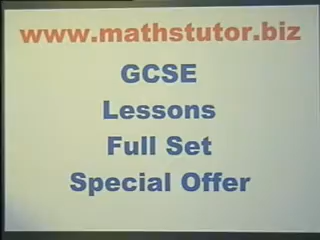 www.mathstutor.biz
GCSE
Lessons
Full Set
Special Offer